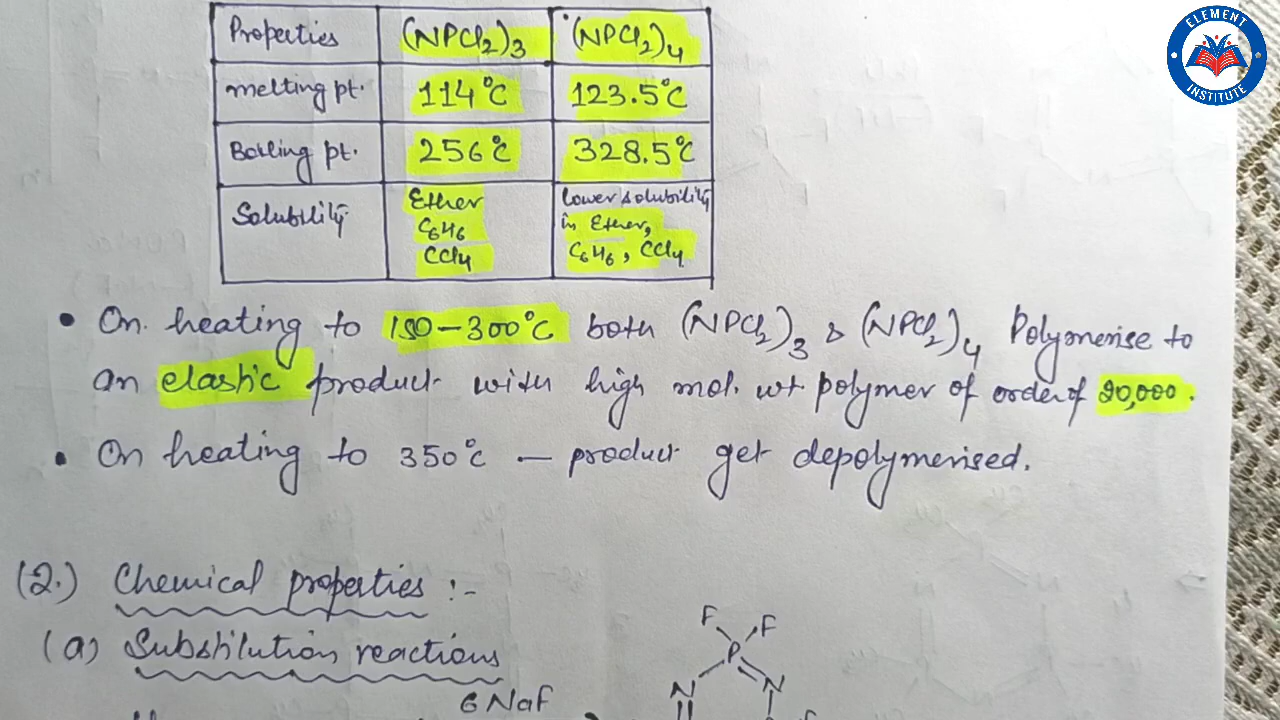 Properties (NPCl2)3 (NPCl2)4
melting pt. 114°C 123.5°C
Boiling pt. 256°C 328.5°C
Solubility Ether C6H6 CCl4 Lower solubility in Ether, C6H6, CCl4
• On heating to 150-300°C both (NPCl2)3 & (NPCl2)4 Polymerise to
an elastic product with high mol. wt polymer of order of 20,000.
• On heating to 350°C — product get depolymerised.
(2.) Chemical properties :-
(a) Substitution reactions
6 NaF
F F
P
N N
ELEMENT
INSTITUTE